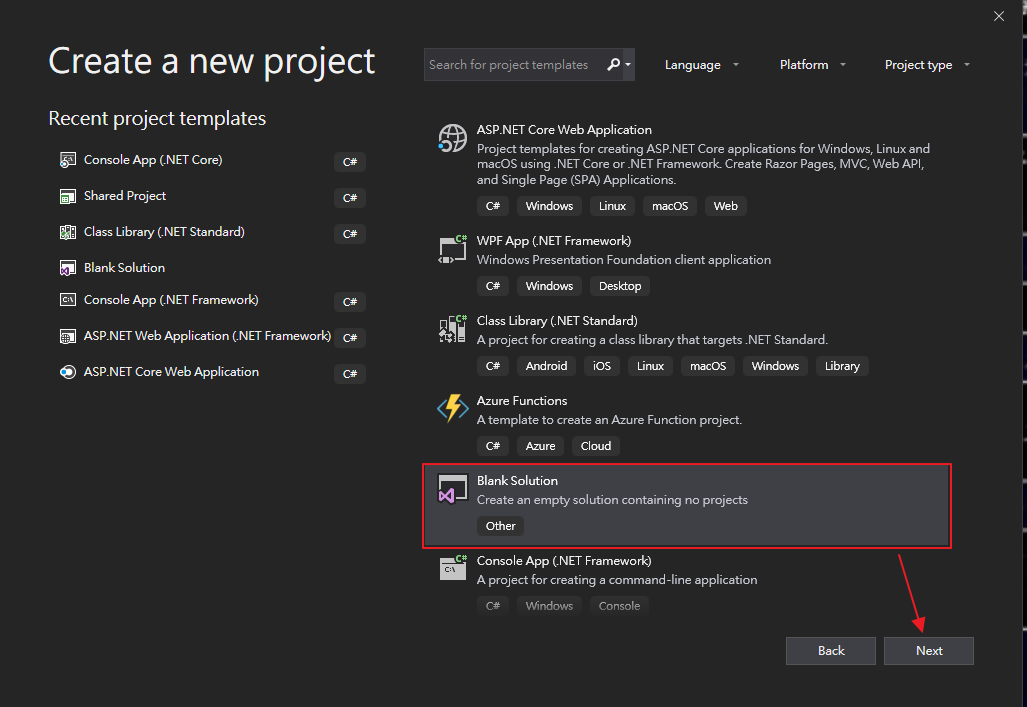 Create a new project
Search for project templates
Language
Platform
Project type
Recent project templates
Console App (.NET Core)
C#
Shared Project
C#
Class Library (.NET Standard)
C#
Blank Solution
Console App (.NET Framework)
C#
ASP.NET Web Application (.NET Framework)
C#
ASP.NET Core Web Application
C#
ASP.NET Core Web Application
Project templates for creating ASP.NET Core applications for Windows, Linux and
macOS using .NET Core or .NET Framework. Create Razor Pages, MVC, Web API,
and Single Page (SPA) Applications.
C# Windows Linux macOS Web
C#
WPF App (.NET Framework)
Windows Presentation Foundation client application
C# Windows Desktop
C#
Class Library (.NET Standard)
A project for creating a class library that targets .NET Standard.
C# Android iOS Linux macOS Windows Library
Azure Functions
A template to create an Azure Function project.
C# Azure Cloud
Blank Solution
Create an empty solution containing no projects
Other
C#
C:\
Console App (.NET Framework)
A project for creating a command-line application
C# Windows Console
Back
Next